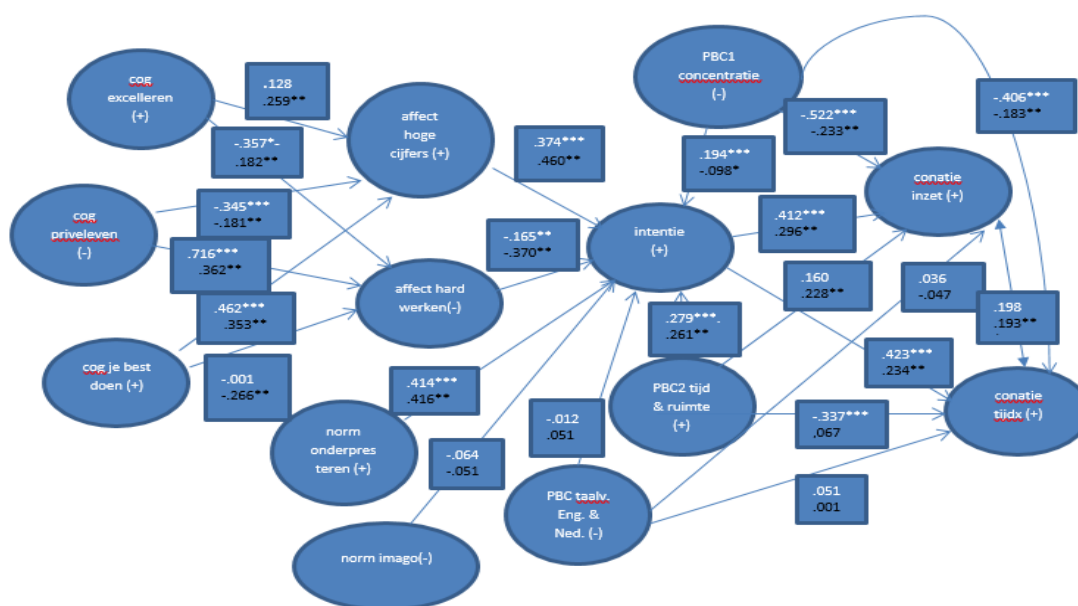 cog
excelleren
(+)
.128
.259**
-.357*-
.182**
affect
hoge
cijfers (+)
.374***
.460**
PBC1
concentratie
(-)
.194***
-.098*
-.522***
-.233**
-.406***
-.183**
conatie
inzet (+)
cog
priveleven
(-)
-.345***
-.181**
.716***
.362**
.462***
.353**
affect hard
werken(-)
-.165**
-.370**
intentie
(+)
.412***
.296**
.160
.228**
.036
-.047
.198
.193**
.279***.
.261**
.423***
.234**
cog je best
doen (+)
-.001
-.266**
norm
onderpres
teren (+)
.414***
.416**
-.064
-.051
-.012
.051
PBC2 tijd
& ruimte
(+)
-.337***
,067
conatie
tijdx (+)
PBC taalv.
Eng. &
Ned. (-)
.051
.001
norm imago(-)